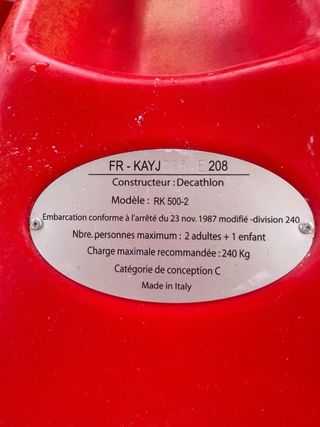 FR - KAYJ 208
Constructeur : Decathlon
Modèle : RK 500-2
Embarcation conforme à l'arrêté du 23 nov. 1987 modifié -division 240
Nbre. personnes maximum : 2 adultes + 1 enfant
Charge maximale recommandée : 240 Kg
Catégorie de conception C
Made in Italy